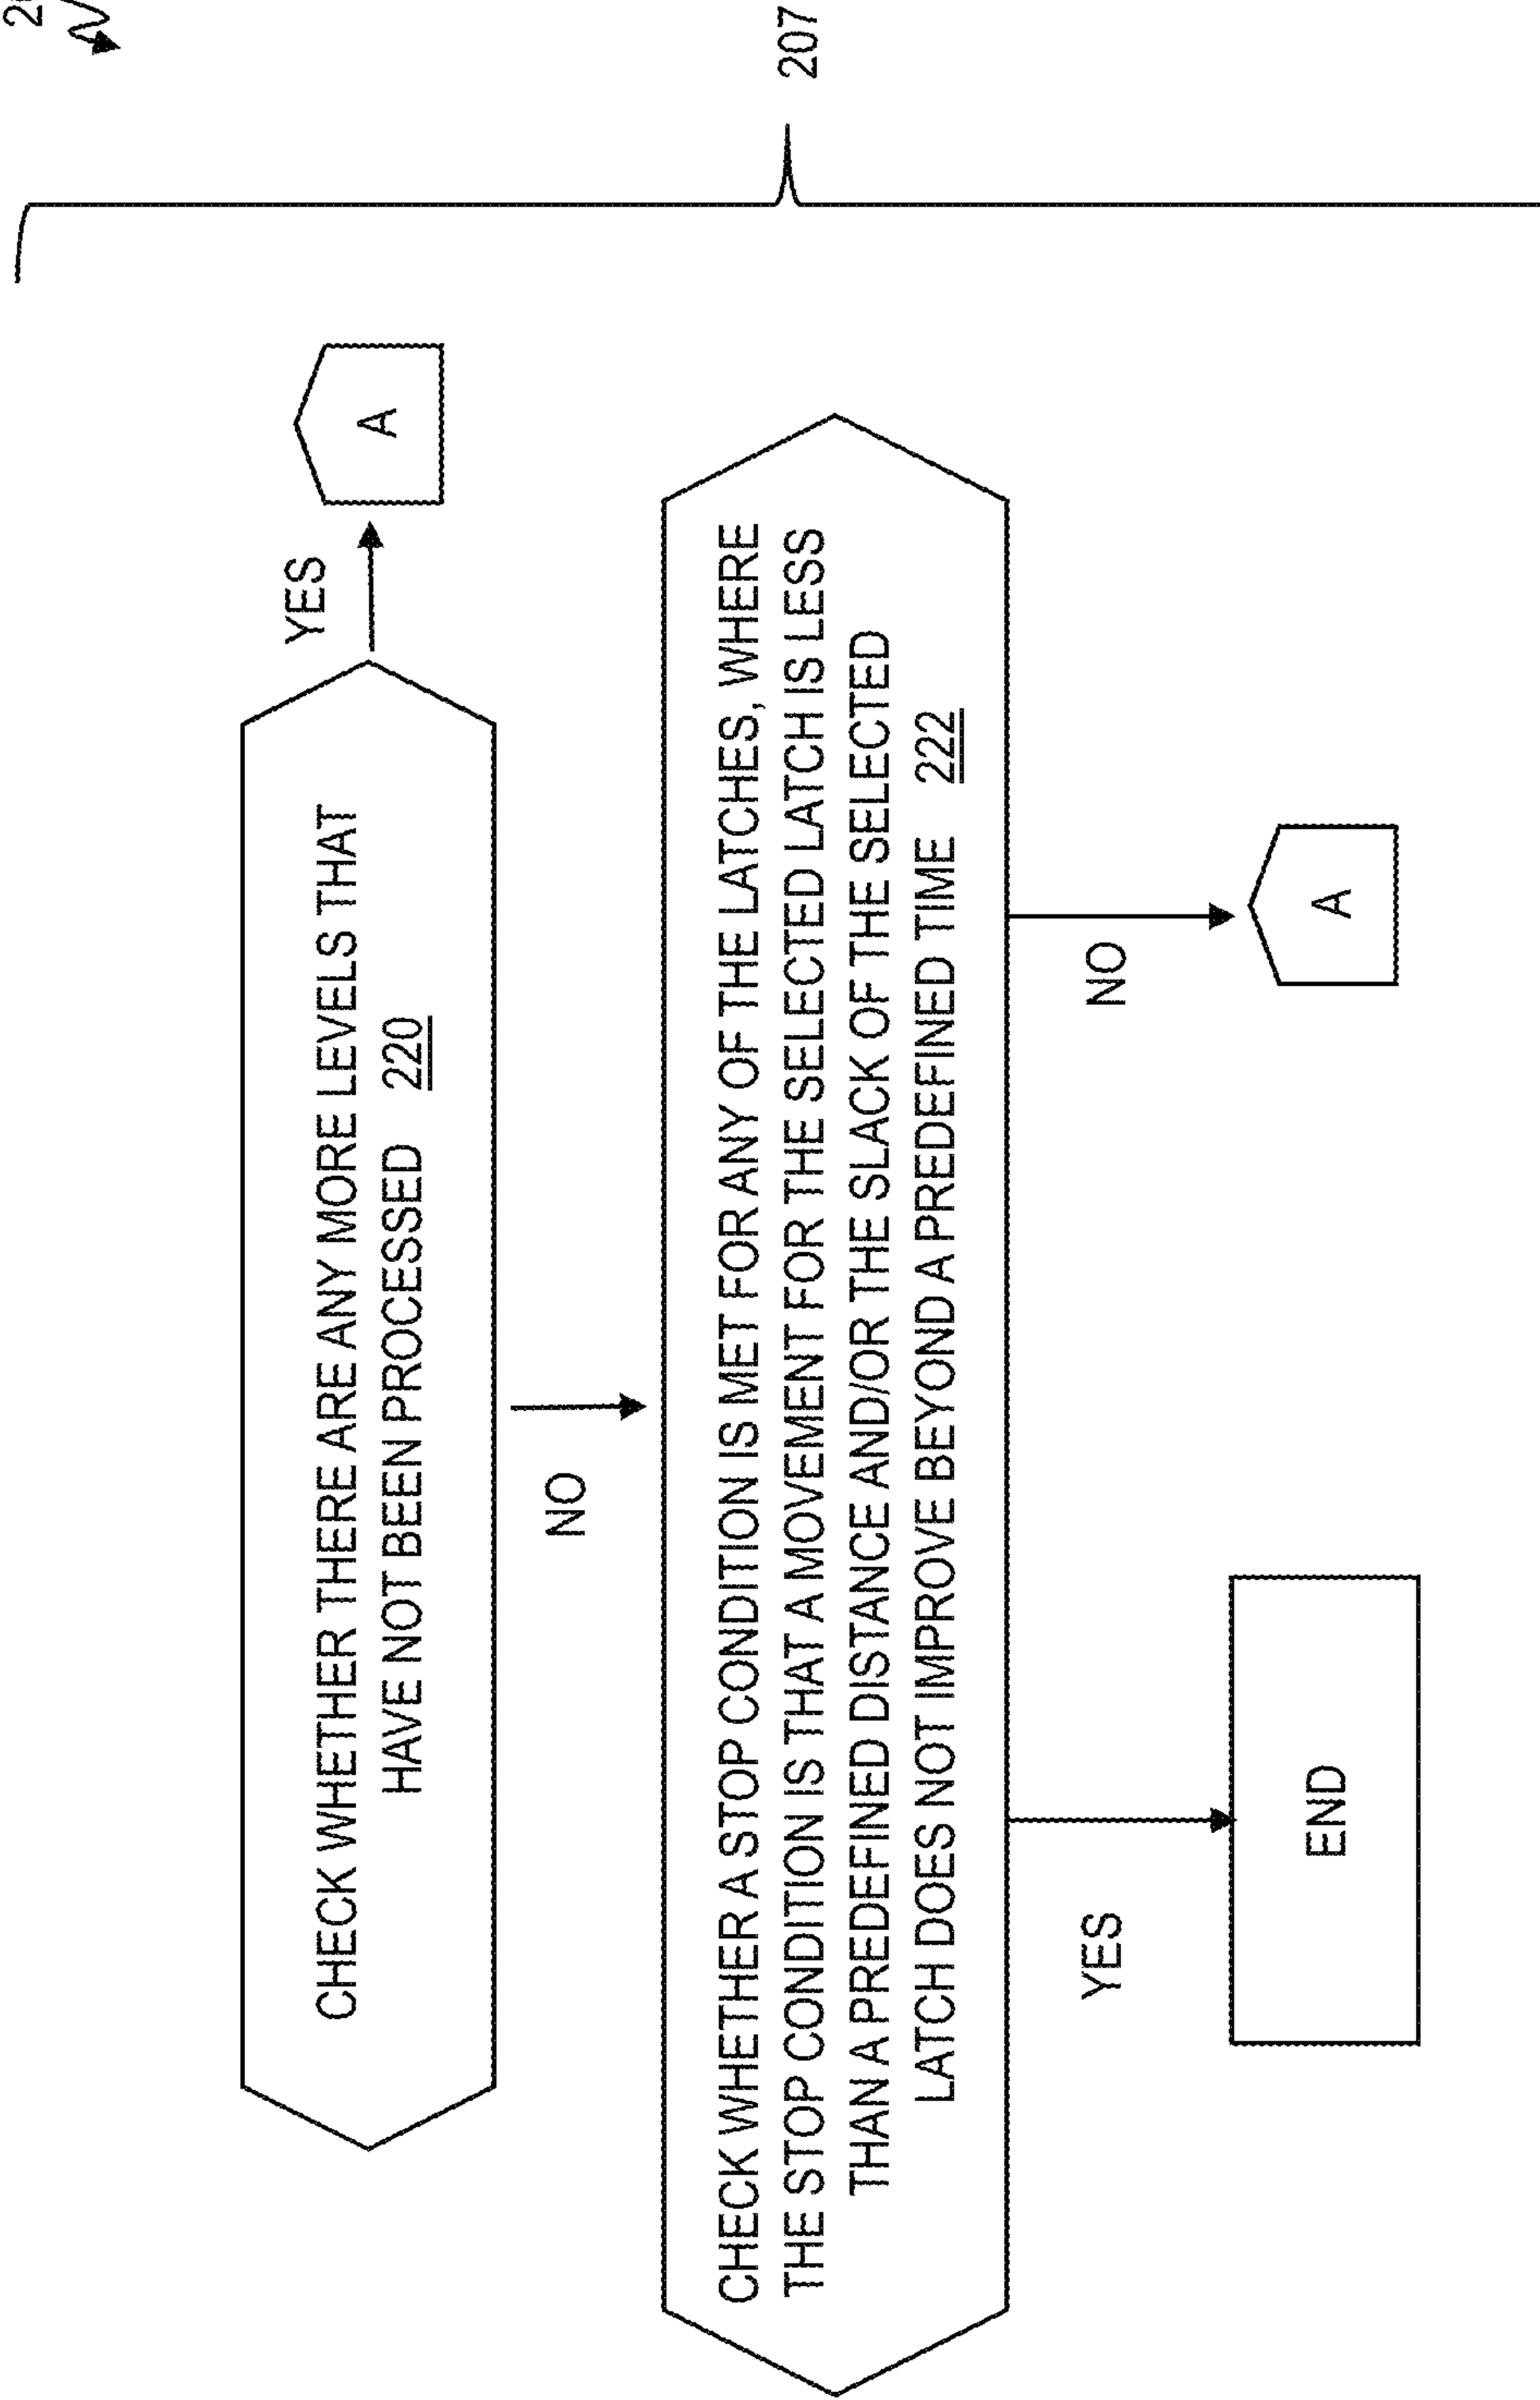 CHECK WHETHER THERE ARE ANY MORE LEVELS THAT
HAVE NOT BEEN PROCESSED 220
YES
A
NO
CHECK WHETHER A STOP CONDITION IS MET FOR ANY OF THE LATCHES, WHERE
THE STOP CONDITION IS THAT A MOVEMENT FOR THE SELECTED LATCH IS LESS
THAN A PREDEFINED DISTANCE AND/OR THE SLACK OF THE SELECTED
LATCH DOES NOT IMPROVE BEYOND A PREDEFINED TIME 222
YES
END
NO
A
207